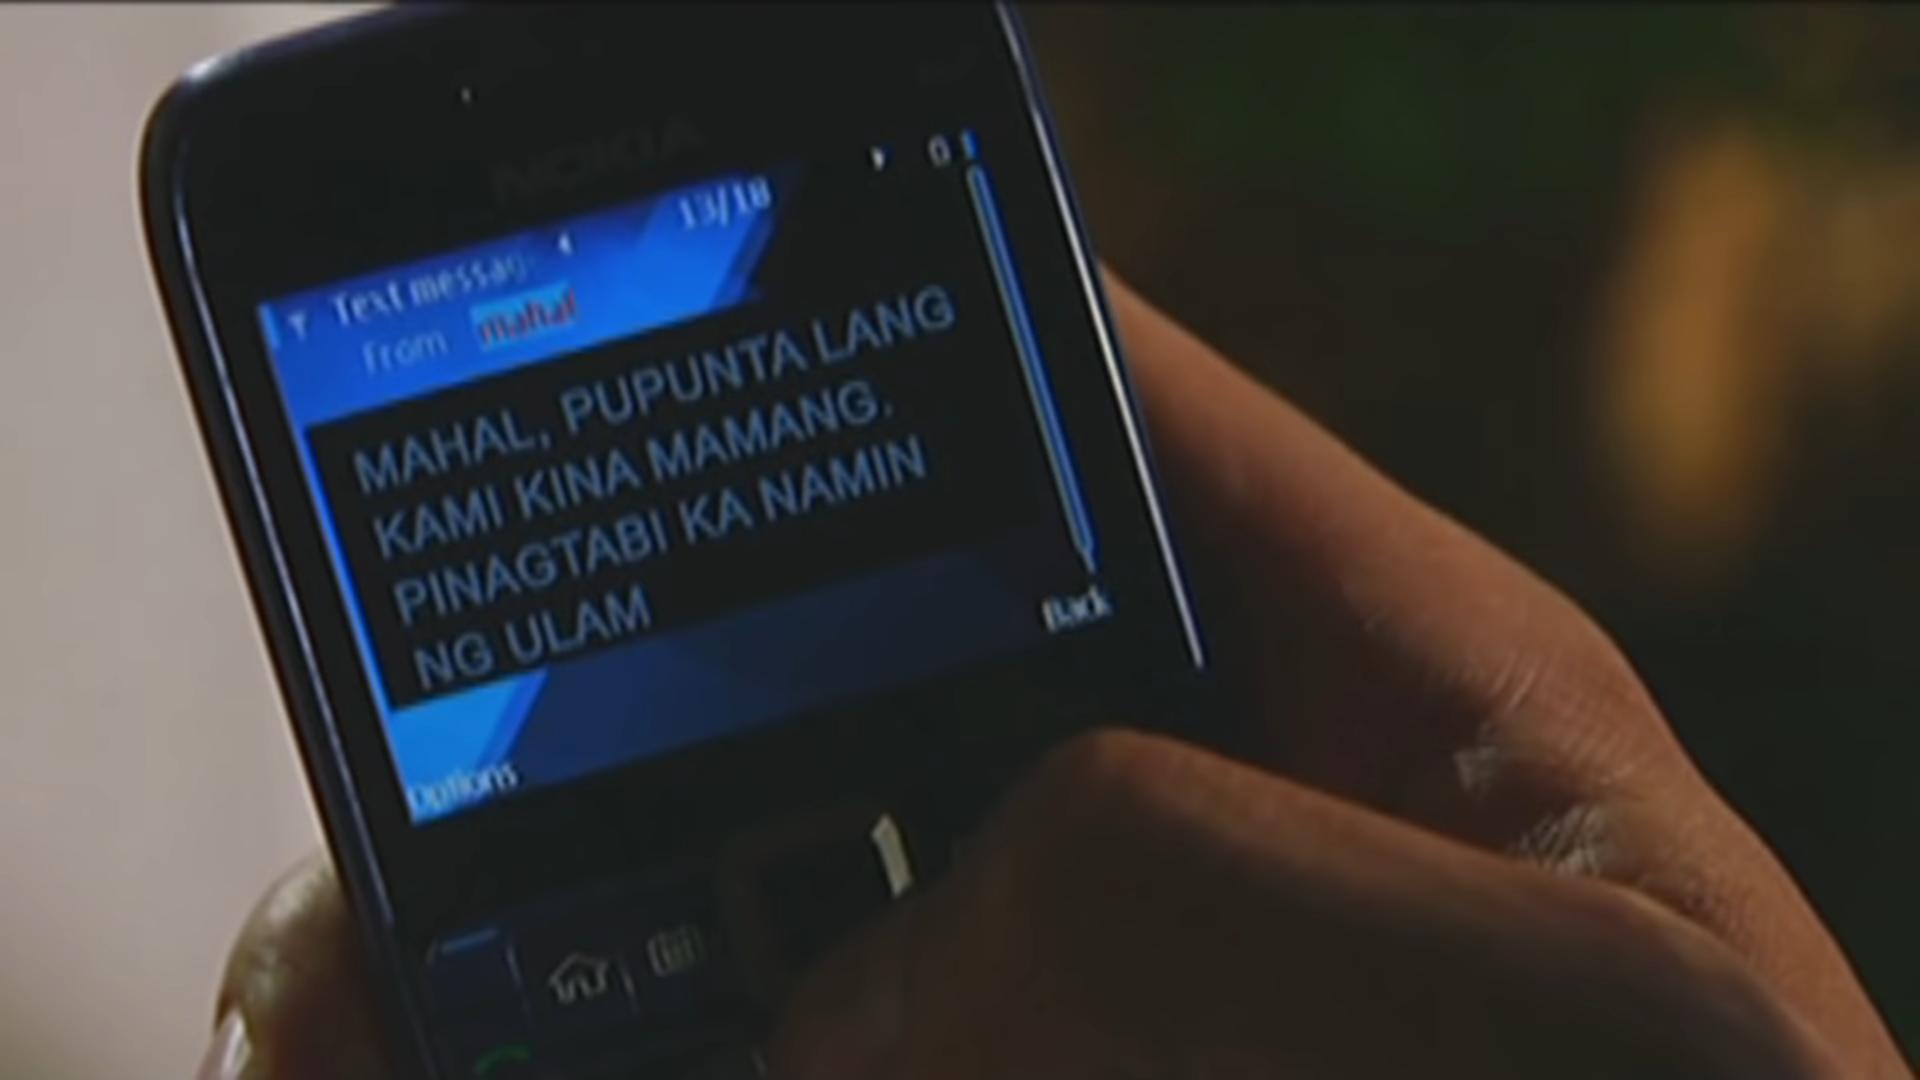 NOKIA
13/18
Text messag
From mahal
MAHAL, PUPUNTA LANG
KAMI KINA MAMANG.
PINAGTABI KA NAMIN
NG ULAM
Options
Back